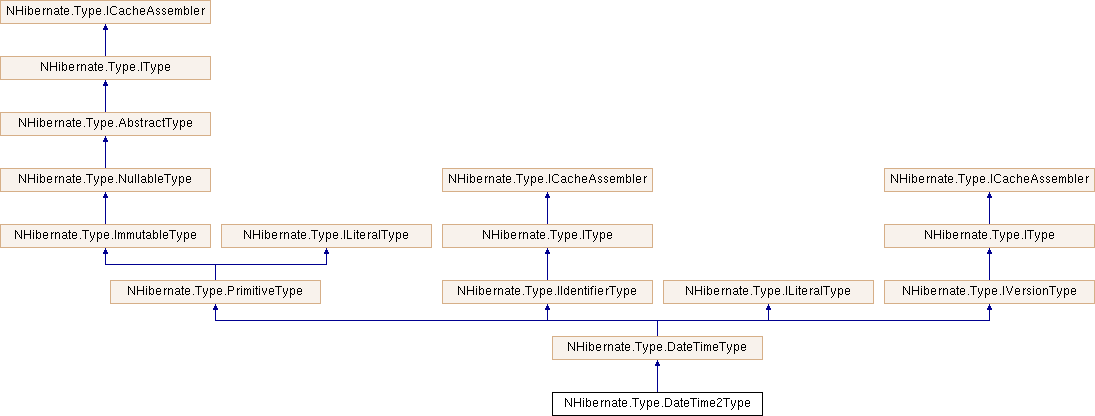 NHibernate.Type.ICacheAssembler
NHibernate.Type.IType
NHibernate.Type.AbstractType
NHibernate.Type.NullableType
NHibernate.Type.ICacheAssembler
NHibernate.Type.ICacheAssembler
NHibernate.Type.ImmutableType
NHibernate.Type.ILiteralType
NHibernate.Type.IType
NHibernate.Type.IType
NHibernate.Type.PrimitiveType
NHibernate.Type.IIdentifierType
NHibernate.Type.ILiteralType
NHibernate.Type.IVersionType
NHibernate.Type.DateTimeType
NHibernate.Type.DateTime2Type